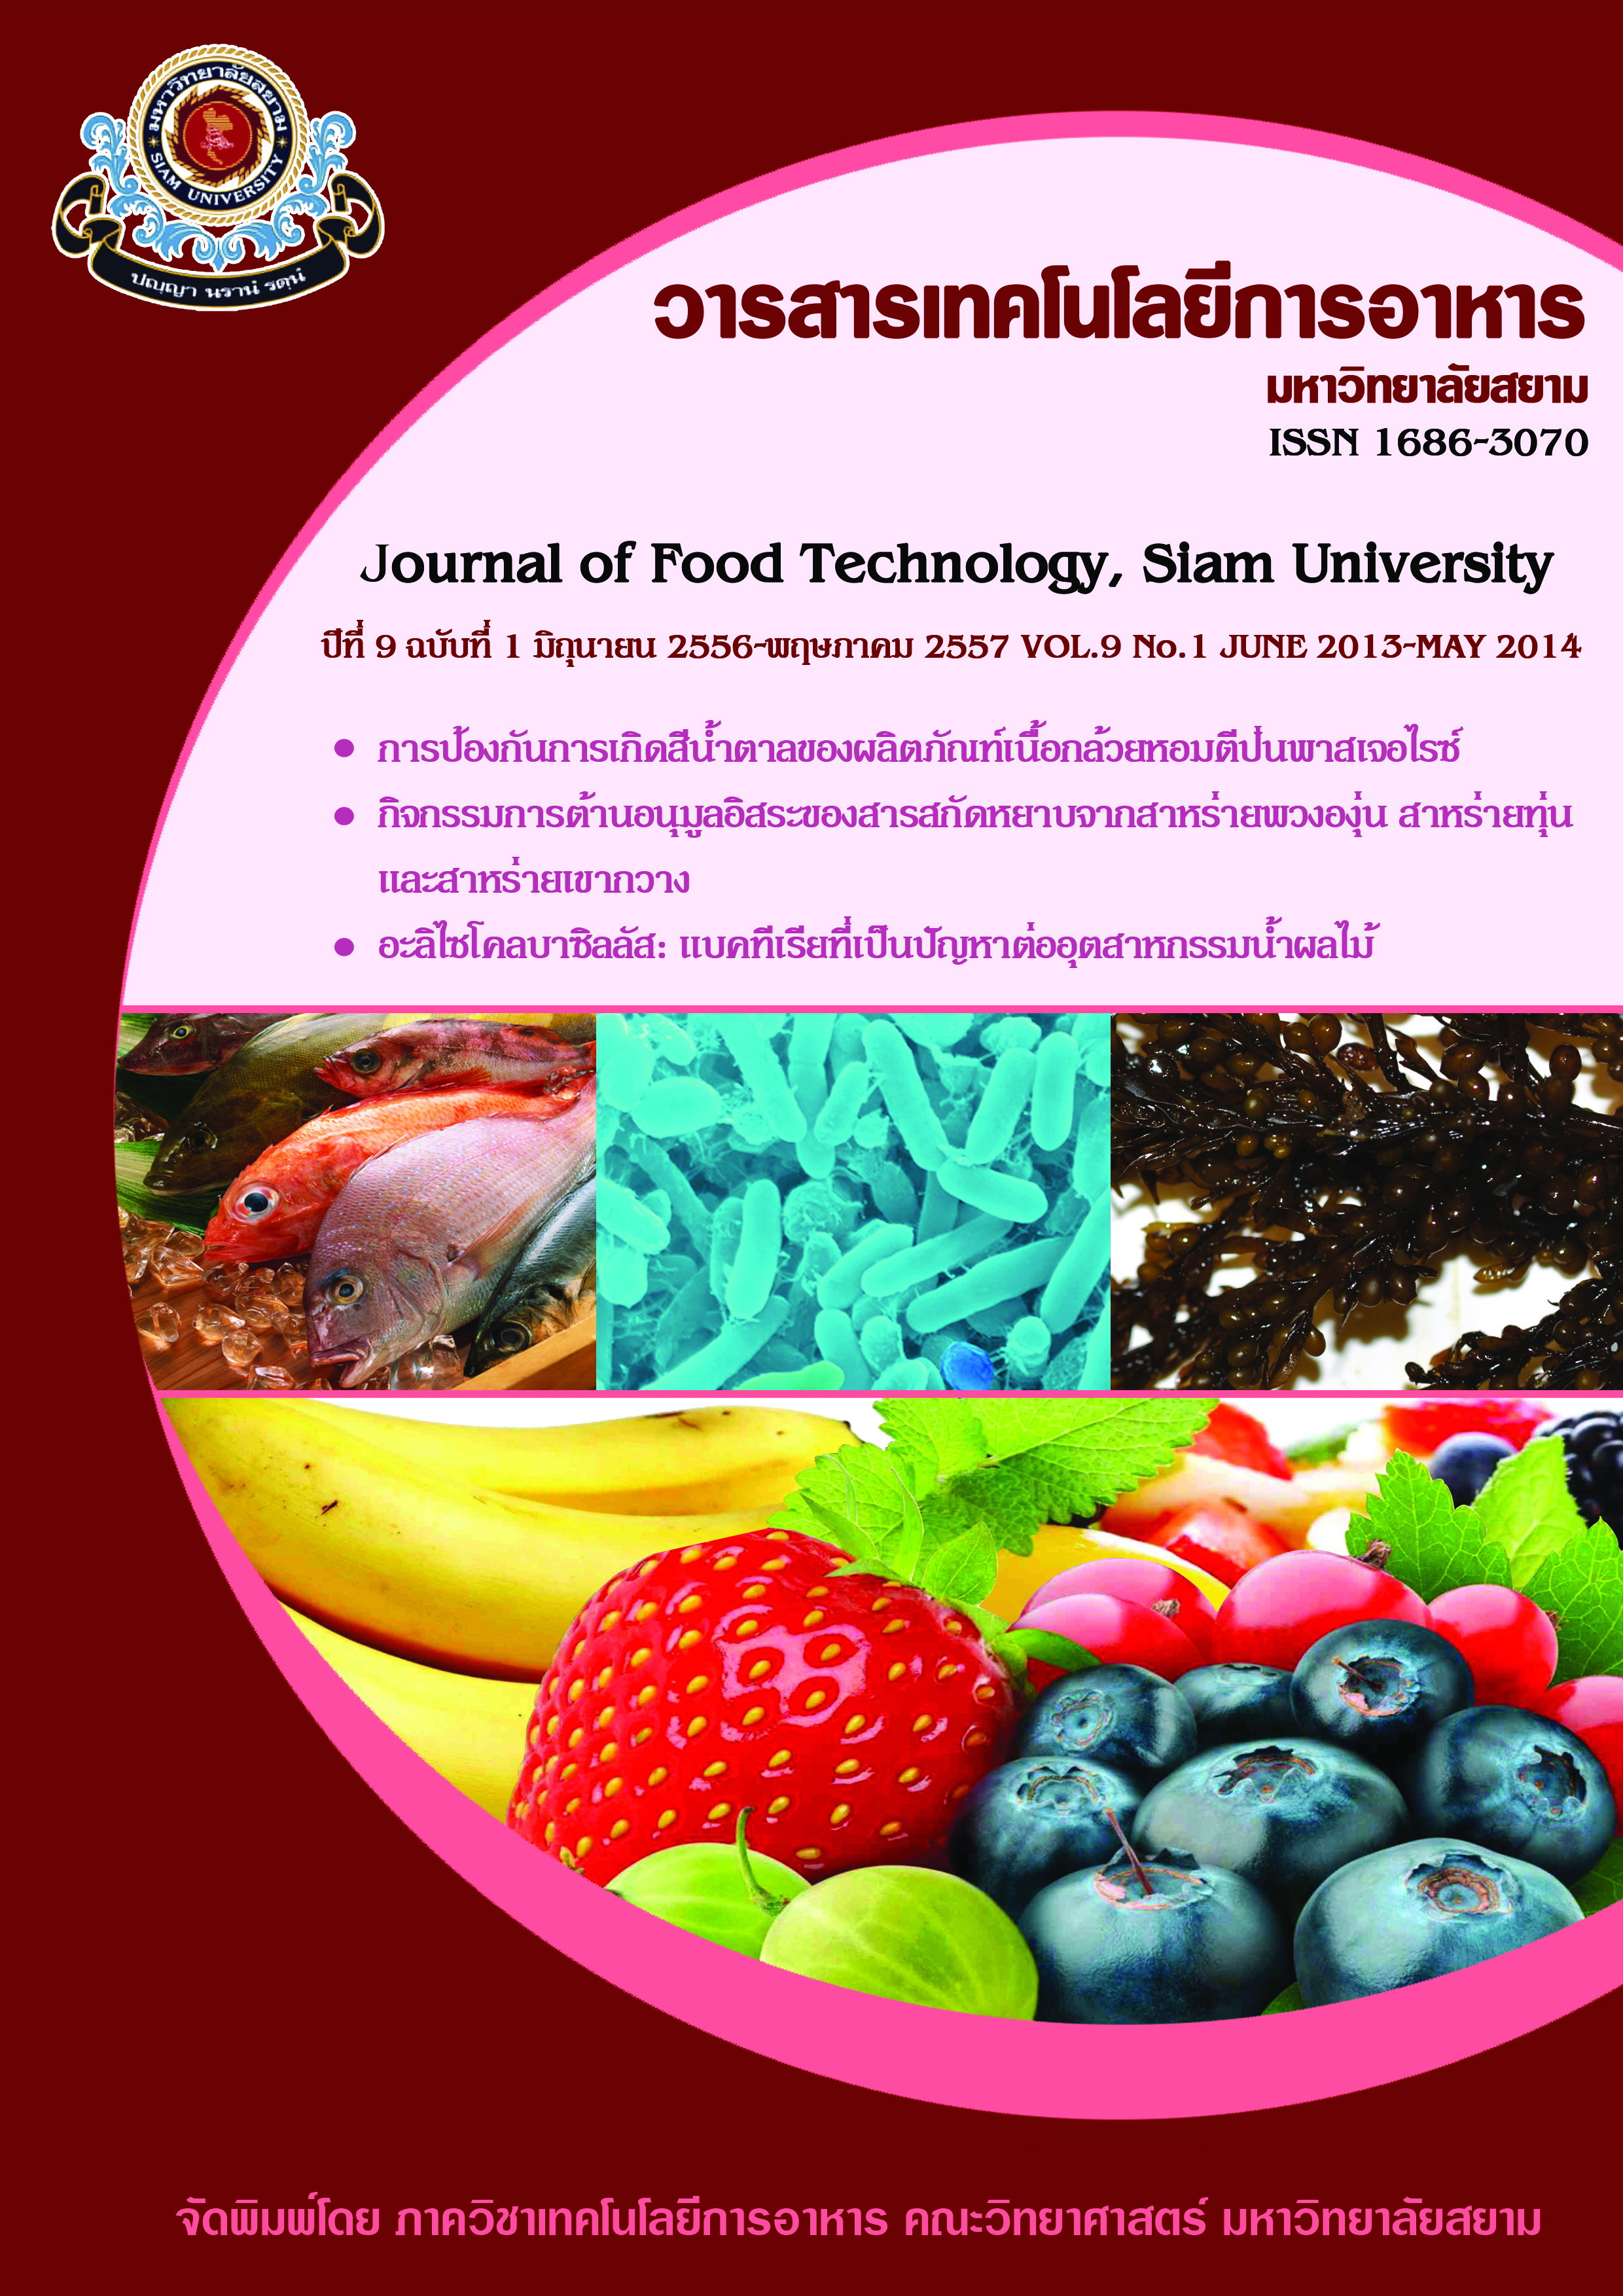 มหาวิทยาลัยสยาม
SIAM UNIVERSITY
ปญฺญา นรานํ รตนํ
วารสารเทคโนโลยีการอาหาร
มหาวิทยาลัยสยาม
ISSN 1686-3070
Journal of Food Technology, Siam University
ปีที่ 9 ฉบับที่ 1 มิถุนายน 2556-พฤษภาคม 2557 VOL.9 No.1 JUNE 2013-MAY 2014
• การป้องกันการเกิดสีน้ำตาลของผลิตภัณฑ์เนื้อกล้วยหอมตีป่นพาสเจอไรซ์
• กิจกรรมการต้านอนุมูลอิสระของสารสกัดหยาบจากสาหร่ายพวงองุ่น สาหร่ายทุ่น
และสาหร่ายเขากวาง
• อะลิไซโคลบาซิลลัส: แบคทีเรียที่เป็นปัญหาต่ออุตสาหกรรมน้ำผลไม้
จัดพิมพ์โดย ภาควิชาเทคโนโลยีการอาหาร คณะวิทยาศาสตร์ มหาวิทยาลัยสยาม